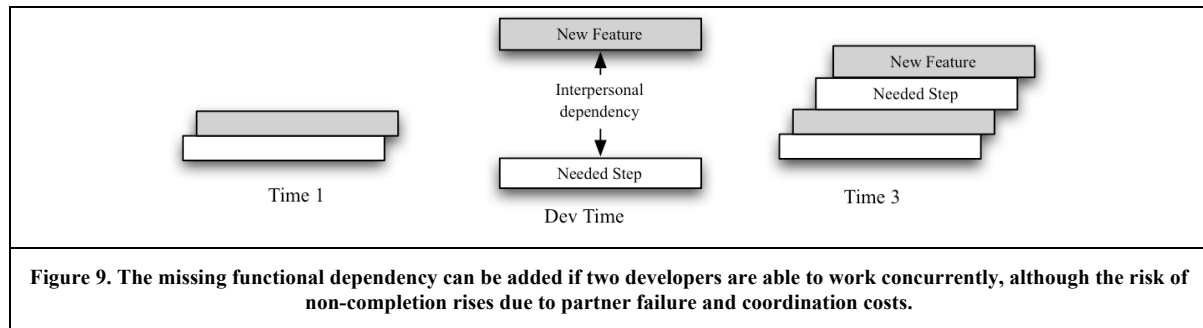 New Feature
Interpersonal
dependency
Needed Step
Dev Time
Time 1
New Feature
Needed Step
Time 3
Figure 9. The missing functional dependency can be added if two developers are able to work concurrently, although the risk of
non-completion rises due to partner failure and coordination costs.